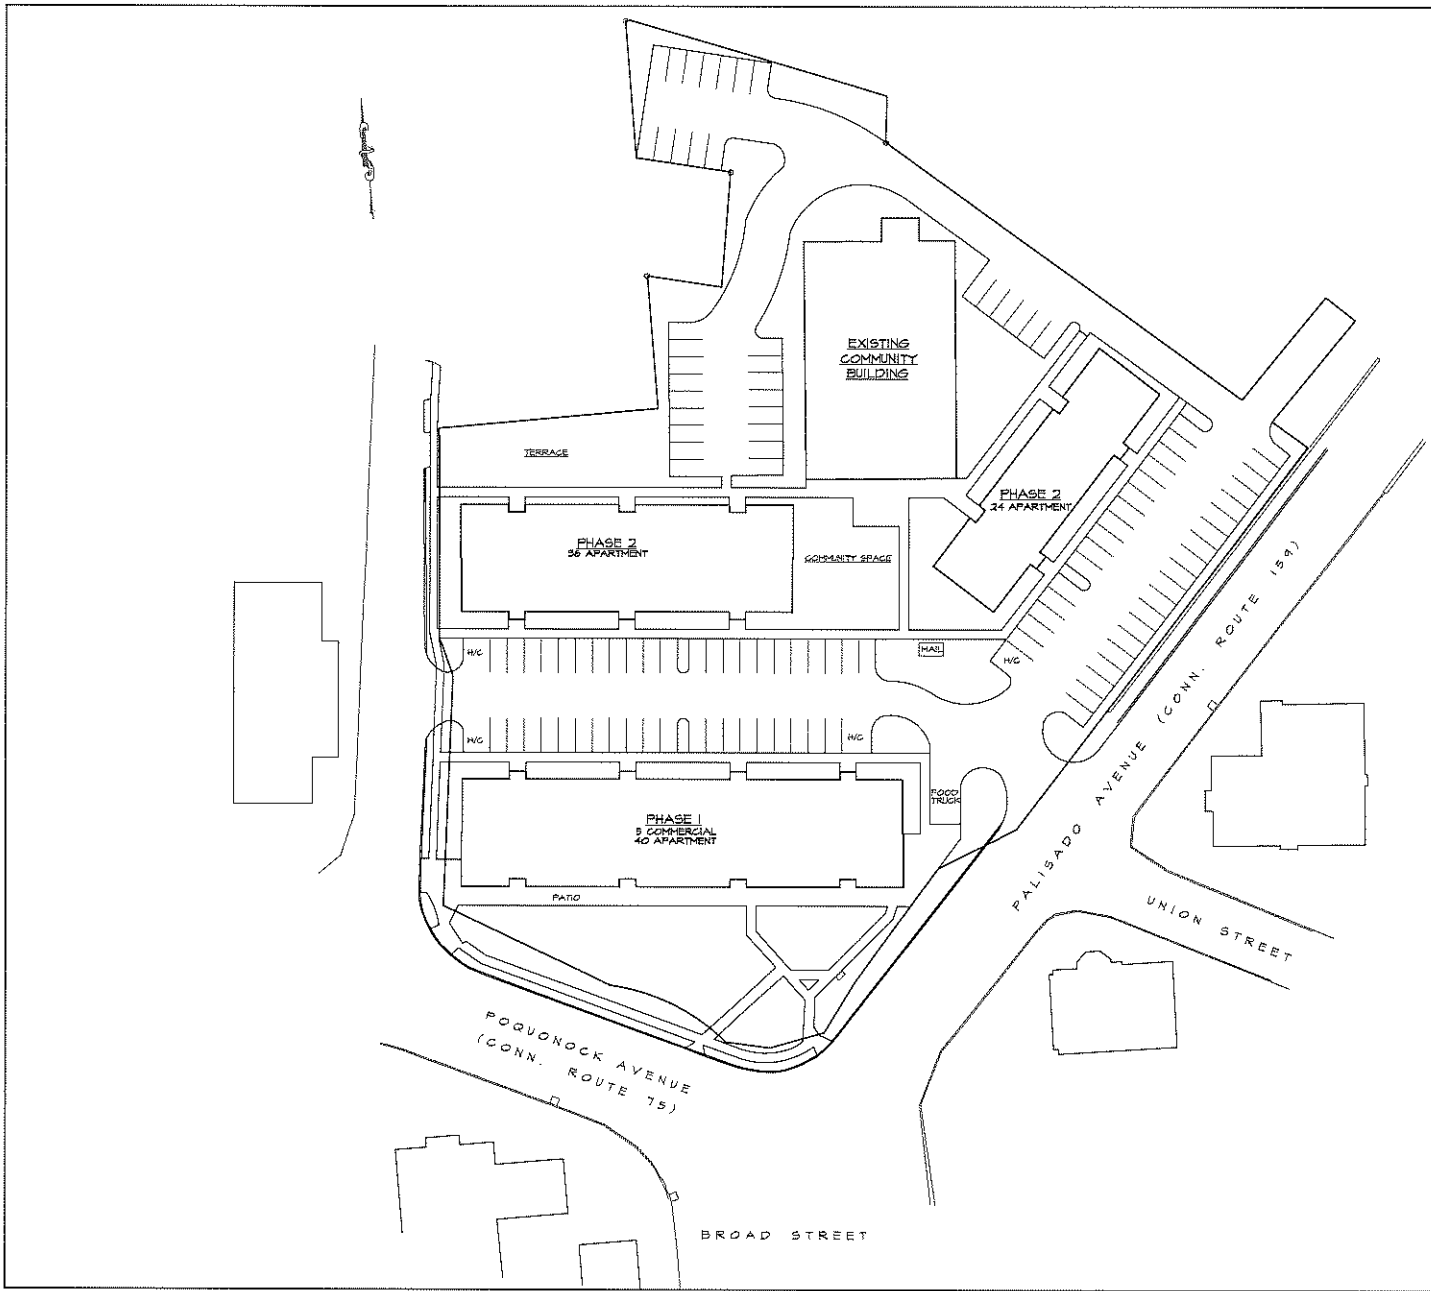 EXISTING
COMMUNITY
BUILDING
TERRACE
PHASE 2
24 APARTMENT
PHASE 2
36 APARTMENT
COMMUNITY SPACE
H/C
MAIL
H/C
H/C
H/C
FOOD
TRUCK
PHASE 1
5 COMMERCIAL
40 APARTMENT
PATIO
PALISADO AVENUE (CONN. ROUTE 159)
UNION STREET
POQUONOCK AVENUE
(CONN. ROUTE 75)
BROAD STREET